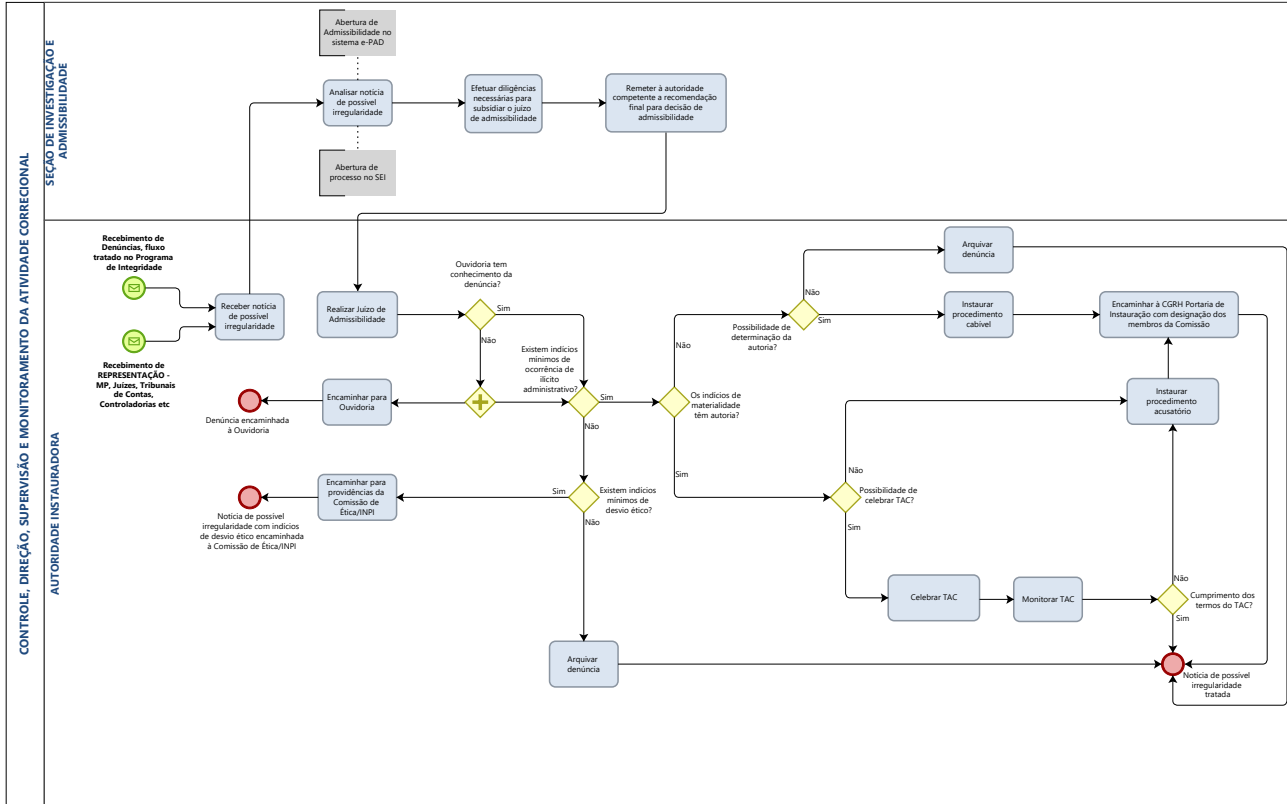 CONTROLE, DIREÇÃO, SUPERVISÃO E MONITORAMENTO DA ATIVIDADE CORRECIONAL
SEÇÃO DE INVESTIGAÇÃO E
ADMISSIBILIDADE
Abertura de
Admissibilidade no
sistema e-PAD
Analisar notícia
de possível
irregularidade
Efetuar diligências
necessárias para
subsidiar o juízo
de admissibilidade
Remeter à autoridade
competente a recomendação
final para decisão de
admissibilidade
Abertura de
processo no SEI
AUTORIDADE INSTAURADORA
Recebimento de
Denúncias, fluxo
tratado no Programa
de Integridade
Receber notícia
de possível
irregularidade
Recebimento de
REPRESENTAÇÃO -
MP, Juízes, Tribunais
de Contas,
Controladorias etc
Realizar Juízo de
Admissibilidade
Ouvidoria tem
conhecimento da
denúncia?
Sim
Não
Encaminhar para
Ouvidoria
Denúncia encaminhada
à Ouvidoria
Existem indícios
mínimos de
ocorrência de
ilícito
administrativo?
Sim
Não
Os indícios de
materialidade
têm autoria?
Não
Sim
Possibilidade de
determinação da
autoria?
Não
Sim
Arquivar
denúncia
Instaurar
procedimento
cabível
Encaminhar à CGRH Portaria de
Instauração com designação dos
membros da Comissão
Instaurar
procedimento
acusatório
Existem indícios
mínimos de
desvio ético?
Sim
Não
Encaminhar para
providências da
Comissão de
Ética/INPI
Notícia de possível
irregularidade com indícios
de desvio ético encaminhada
à Comissão de Ética/INPI
Possibilidade de
celebrar TAC?
Não
Sim
Celebrar TAC
Monitorar TAC
Cumprimento dos
termos do TAC?
Não
Sim
Arquivar
denúncia
Notícia de possível
irregularidade
tratada